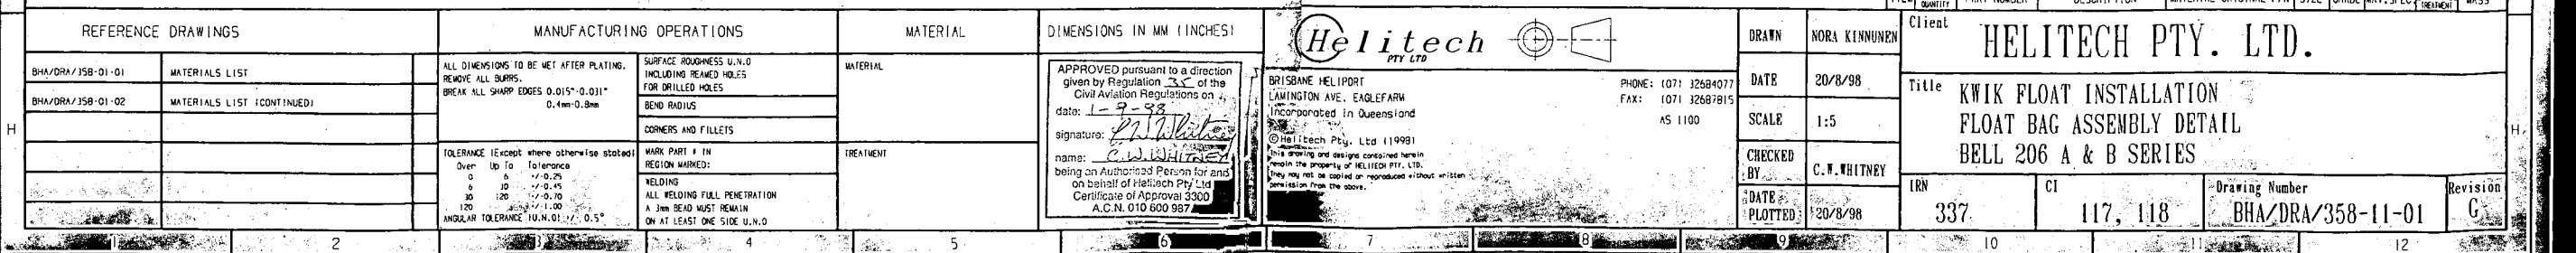 QUANTITY
TREATMENT
MASS
REFERENCE DRAWINGS
BHA/DRA/358-01-01 MATERIALS LIST
BHA/DRA/358-01-02 MATERIALS LIST (CONTINUED)
MANUFACTURING OPERATIONS
ALL DIMENSIONS TO BE MET AFTER PLATING.
REMOVE ALL BURRS.
BREAK ALL SHARP EDGES 0.015"-0.031"
0.4mm-0.8mm
TOLERANCE (Except where otherwise stated)
Over Up To Tolerance
0 6 +/-0.25
6 30 +/-0.45
30 120 +/-0.70
120 +/-1.00
ANGULAR TOLERANCE (U.N.O) +/- 0.5°
SURFACE ROUGHNESS U.N.O
INCLUDING REAMED HOLES
FOR DRILLED HOLES
BEND RADIUS
CORNERS AND FILLETS
MARK PART # IN
REGION MARKED:
WELDING
ALL WELDING FULL PENETRATION
A 3mm BEAD MUST REMAIN
ON AT LEAST ONE SIDE U.N.O
MATERIAL
MATERIAL
TREATMENT
DIMENSIONS IN MM (INCHES)
APPROVED pursuant to a direction
given by Regulation 35 of the
Civil Aviation Regulations on
date: 1-9-98
signature: C.W. Whitney
name: C.W. WHITNEY
being an Authorised Person for and
on behalf of Helitech Pty Ltd
Certificate of Approval 3300
A.C.N. 010 600 987
Helitech
PTY LTD
BRISBANE HELIPORT
LAMINGTON AVE. EAGLEFARM
Incorporated in Queensland
PHONE: (07) 32684077
FAX: (07) 32687815
AS 1100
©Helitech Pty. Ltd (1998)
This drawing and designs contained herein
remain the property of HELITECH PTY. LTD.
They may not be copied or reproduced without written
permission from the above.
DRAWN NORA KINNUNEN
DATE 20/8/98
SCALE 1:5
CHECKED BY C.W.WHITNEY
DATE PLOTTED 20/8/98
Client HELITECH PTY. LTD.
Title KWIK FLOAT INSTALLATION
FLOAT BAG ASSEMBLY DETAIL
BELL 206 A & B SERIES
IRN 337
CI 117, 118
Drawing Number BHA/DRA/358-11-01
Revision G
H
H
1 2 3 4 5 6 7 8 9 10 11 12